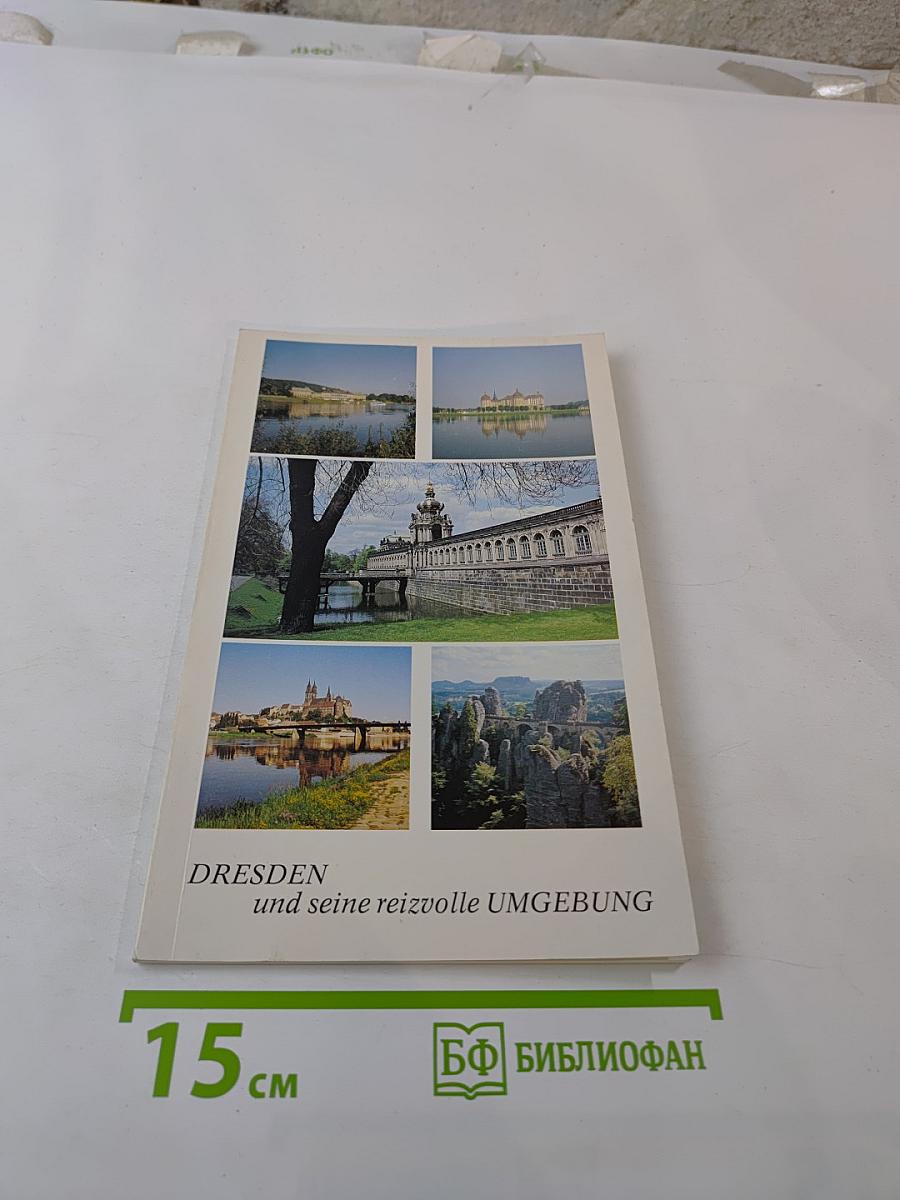 DRESDEN
und seine reizvolle UMGEBUNG
15 см
БФ БИБЛИОФАН